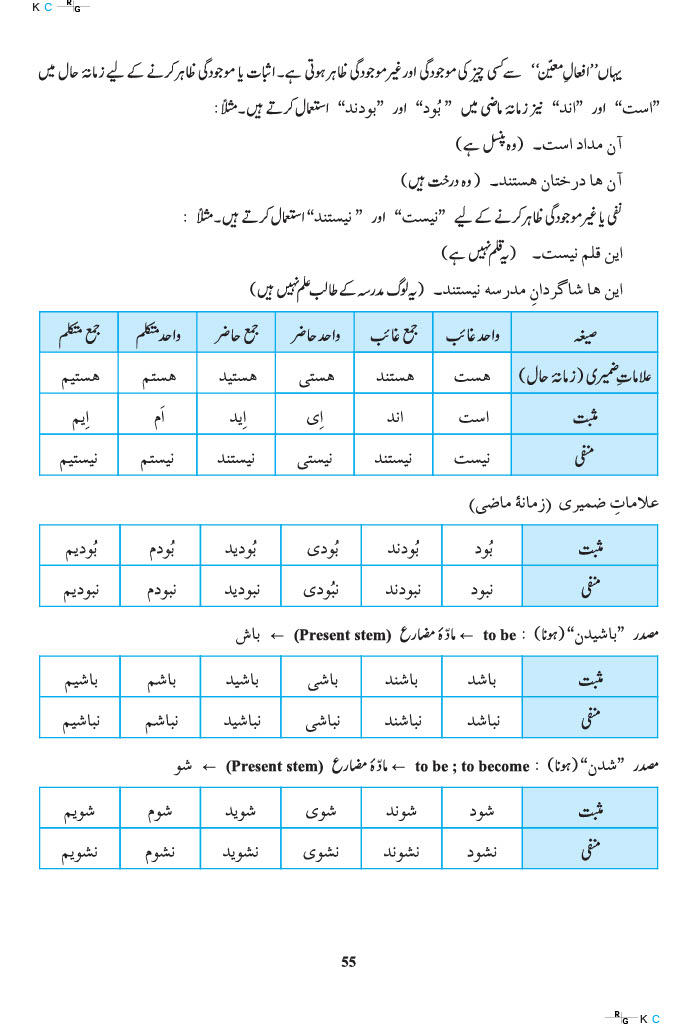 K C R G
یہاں ’’افعالِ معیّن‘‘ سے کسی چیز کی موجودگی اور غیر موجودگی ظاہر ہوتی ہے۔ اثبات یا موجودگی ظاہر کرنے کے لیے زمانۂ حال میں
”است“ اور ”اند“ نیز زمانۂ ماضی میں ”بُود“ اور ”بودند“ استعمال کرتے ہیں۔ مثلاً :
آن مداد است۔ (وہ پنسل ہے)
آن ها درختان هستند۔ (وہ درخت ہیں)
نفی یا غیر موجودگی ظاہر کرنے کے لیے ”نیست“ اور ”نیستند“ استعمال کرتے ہیں۔ مثلاً :
این قلم نیست۔ (یہ قلم نہیں ہے)
این ها شاگردانِ مدرسه نیستند۔ (یہ لوگ مدرسہ کے طالب علم نہیں ہیں)
صیغہ واحد غائب جمع غائب واحد حاضر جمع حاضر واحد متکلم جمع متکلم
علاماتِ ضمیری (زمانۂ حال) هست هستند هستی هستید هستم هستیم
مثبت است اند اِی اِید اَم اِیم
منفی نیست نیستند نیستی نیستند نیستم نیستیم
علاماتِ ضمیری (زمانۂ ماضی)
مثبت بُود بُودند بُودی بُودید بُودم بُودیم
منفی نبود نبودند نبُودی نبودید نبودم نبودیم
مصدر ”باشیدن“ (ہونا) : to be ← مادّۂ مضارع (Present stem) ← باش
مثبت باشد باشند باشی باشید باشم باشیم
منفی نباشد نباشند نباشی نباشید نباشم نباشیم
مصدر ”شدن“ (ہونا) : to be ; to become ← مادّۂ مضارع (Present stem) ← شو
مثبت شود شوند شوی شوید شوم شویم
منفی نشود نشوند نشوی نشوید نشوم نشویم
55
R G K C